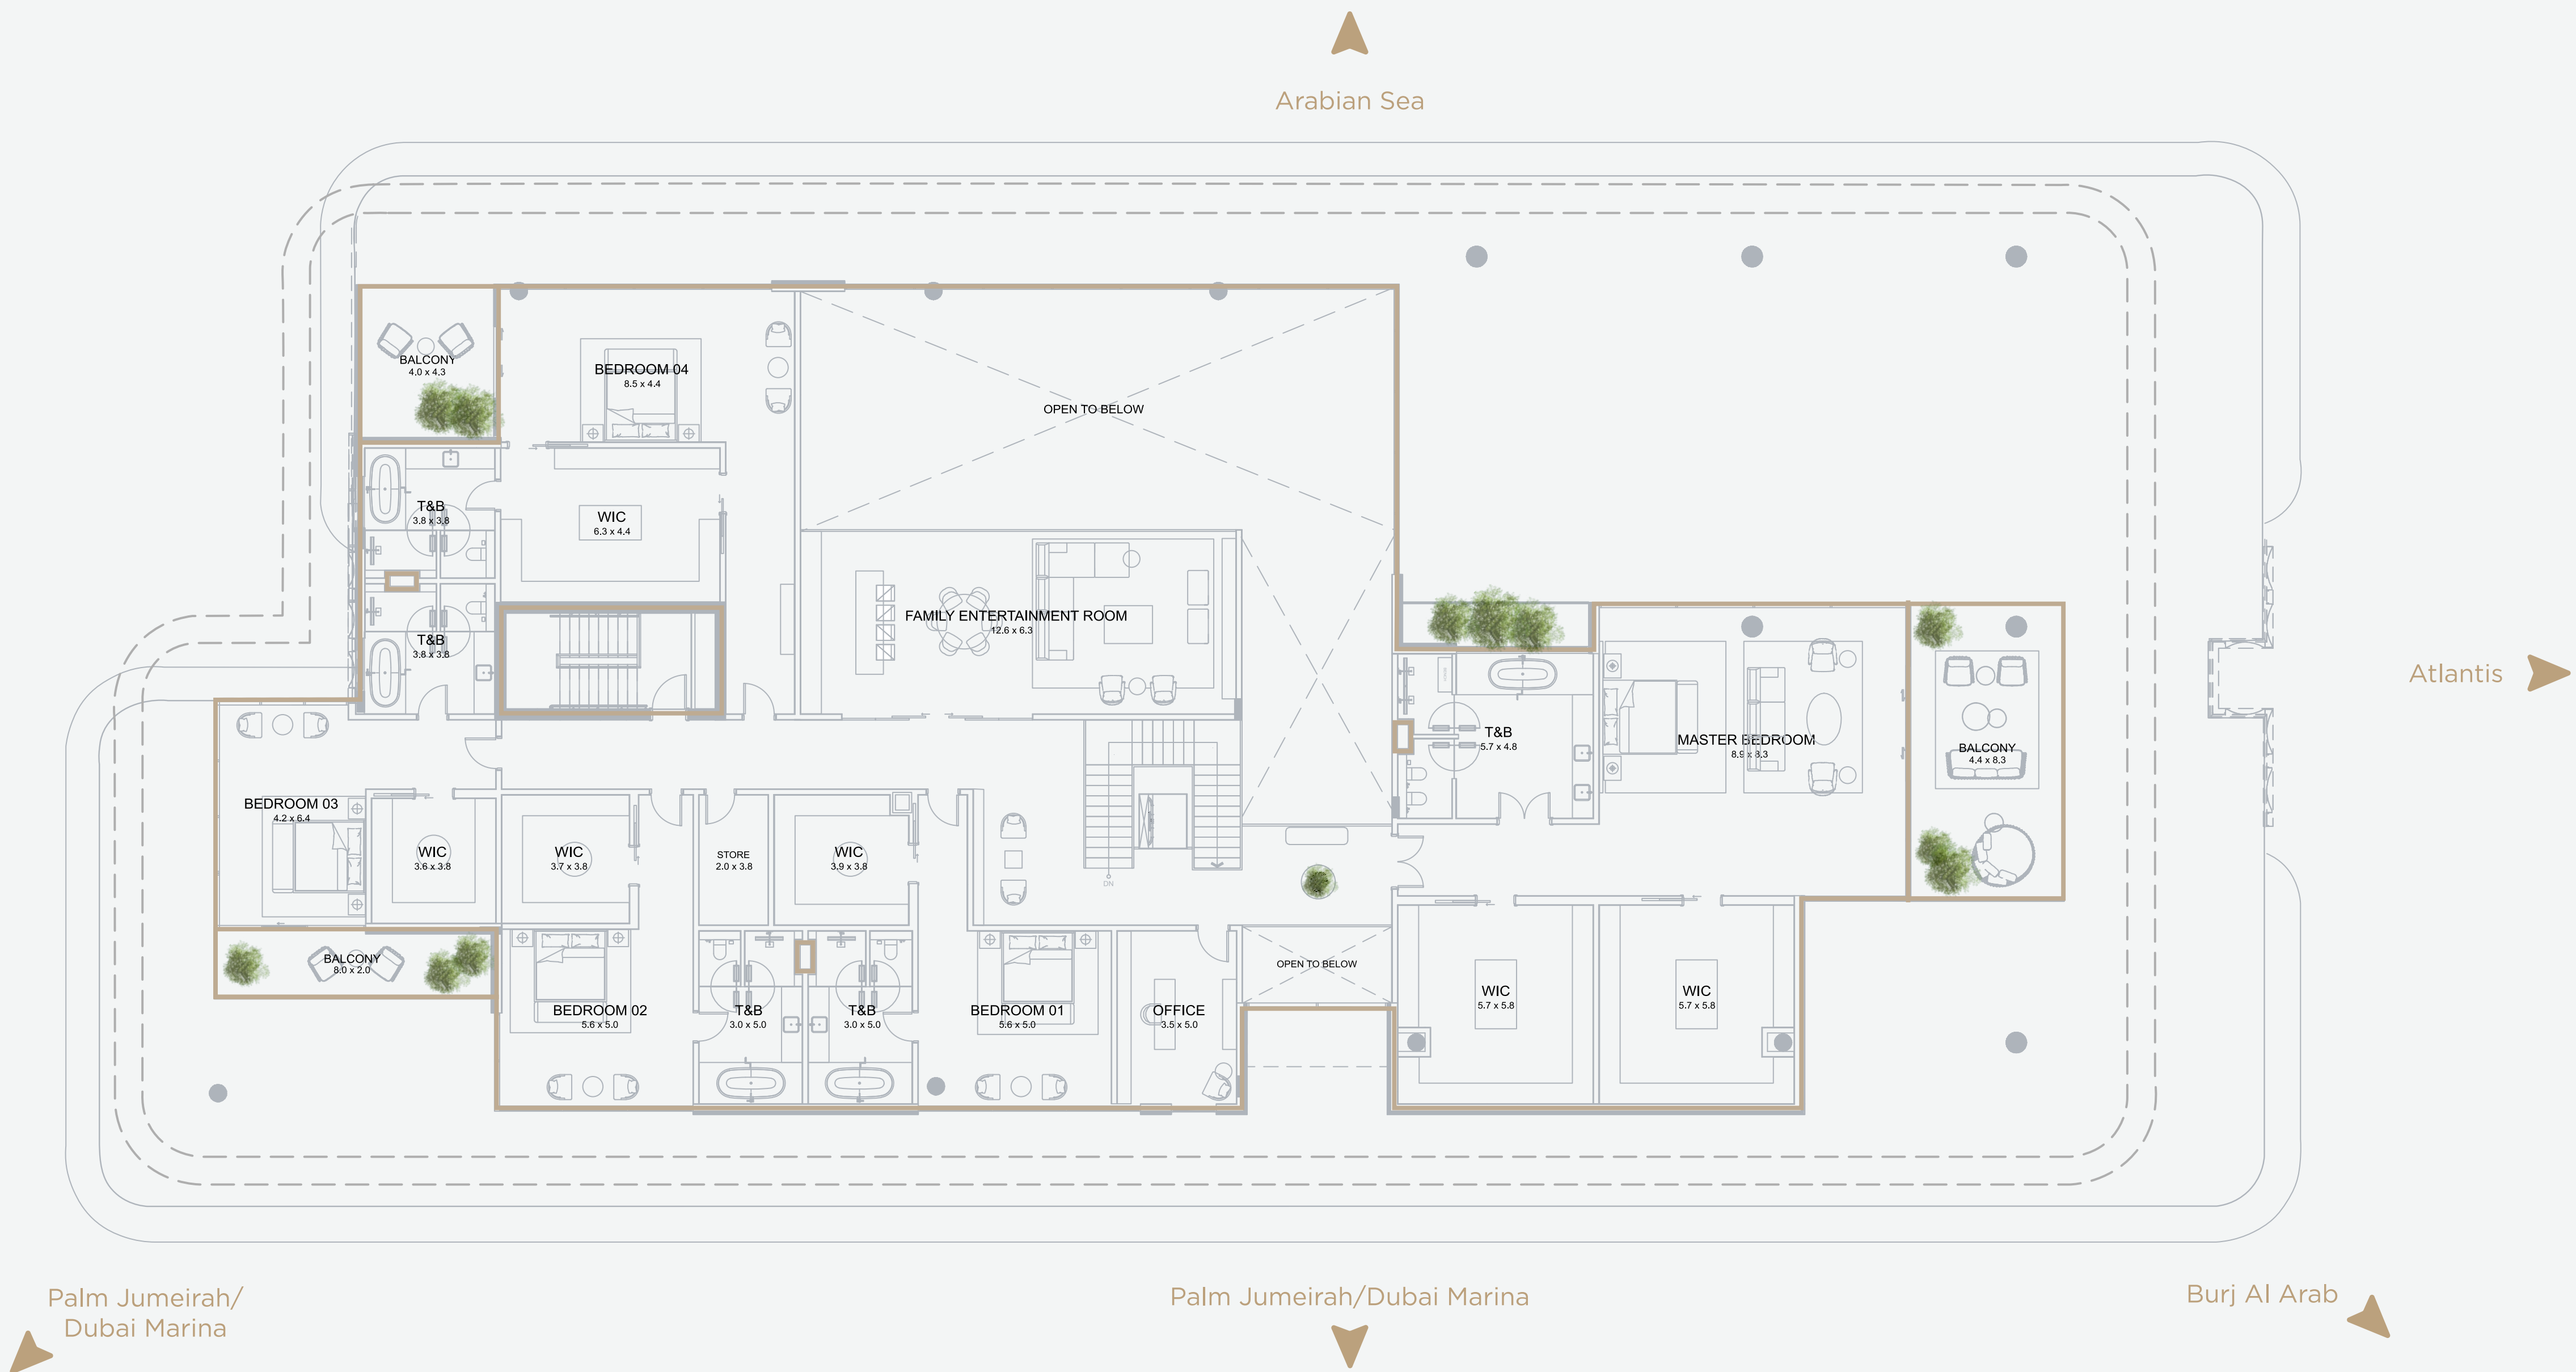 Arabian Sea
BALCONY
4.0 x 4.3
BEDROOM 04
8.5 x 4.4
OPEN TO BELOW
T&B
3.8 x 3.8
WIC
6.3 x 4.4
FAMILY ENTERTAINMENT ROOM
12.6 x 6.3
T&B
3.8 x 3.8
Atlantis
T&B
5.7 x 4.8
MASTER BEDROOM
8.9 x 8.3
BALCONY
4.4 x 8.3
BEDROOM 03
4.2 x 6.4
WIC
3.6 x 3.8
WIC
3.7 x 3.8
STORE
2.0 x 3.8
WIC
3.9 x 3.8
DN
BALCONY
8.0 x 2.0
OPEN TO BELOW
BEDROOM 02
5.6 x 5.0
T&B
3.0 x 5.0
T&B
3.0 x 5.0
BEDROOM 01
5.6 x 5.0
OFFICE
3.5 x 5.0
WIC
5.7 x 5.8
WIC
5.7 x 5.8
Palm Jumeirah/
Dubai Marina
Palm Jumeirah/Dubai Marina
Burj Al Arab